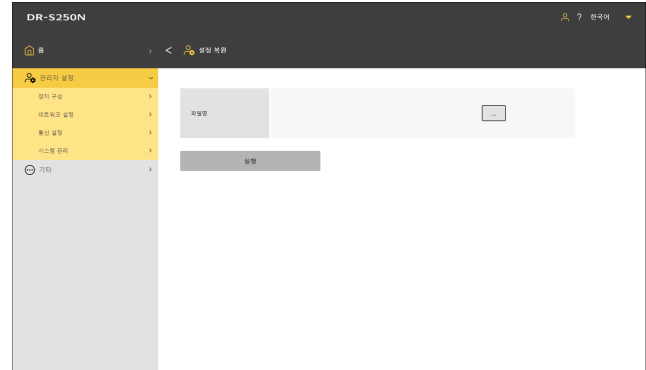 DR-S250N
? 한국어
홈
< 설정 복원
관리자 설정
장치 구성
네트워크 설정
통신 설정
시스템 관리
기타
파일명
...
실행